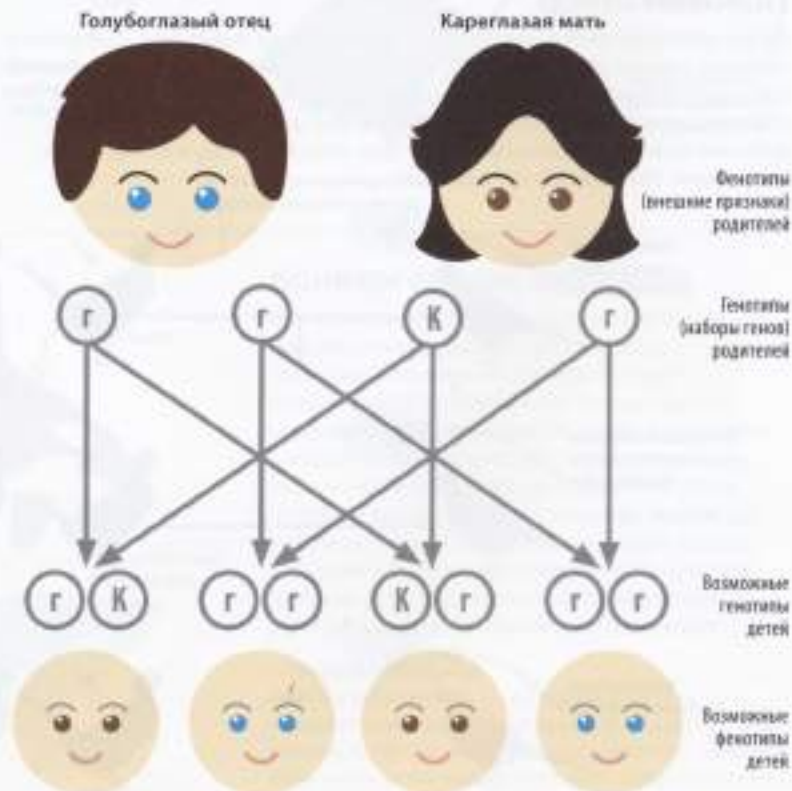 Голубоглазый отец
Кареглазая мать
Фенотипы
(внешние признаки)
родителей
г г К г
Генотипы
(наборы генов)
родителей
г К г г К г г г
Возможные
генотипы
детей
Возможные
фенотипы
детей